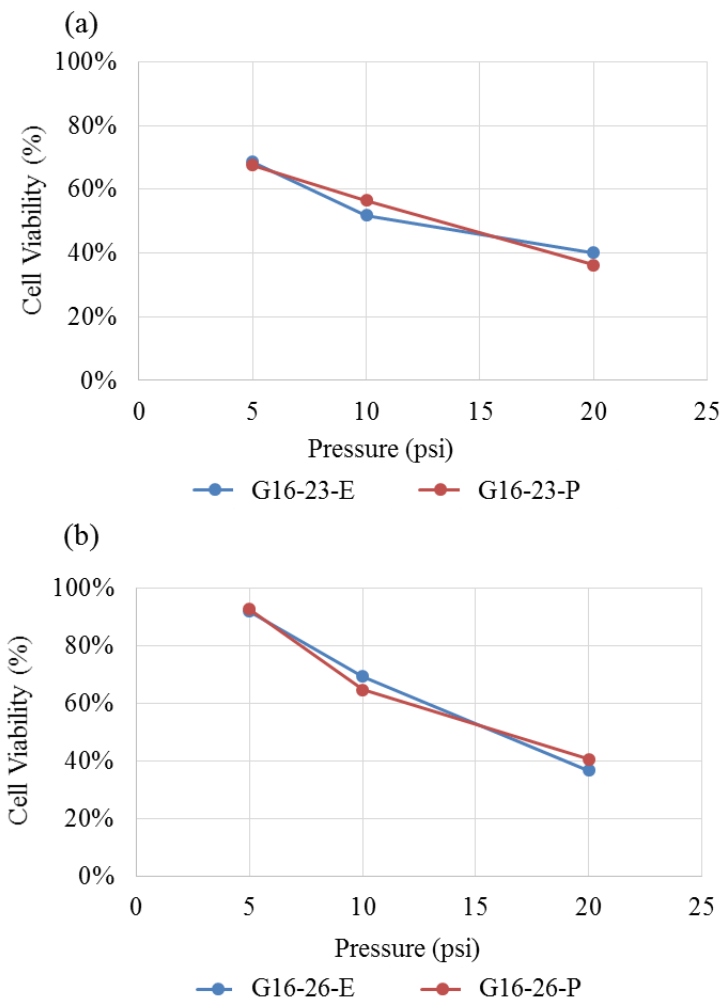 (a)
Cell Viability (%)
100%
80%
60%
40%
20%
0%
0 5 10 15 20 25
Pressure (psi)
G16-23-E G16-23-P
(b)
Cell Viability (%)
100%
80%
60%
40%
20%
0%
0 5 10 15 20 25
Pressure (psi)
G16-26-E G16-26-P